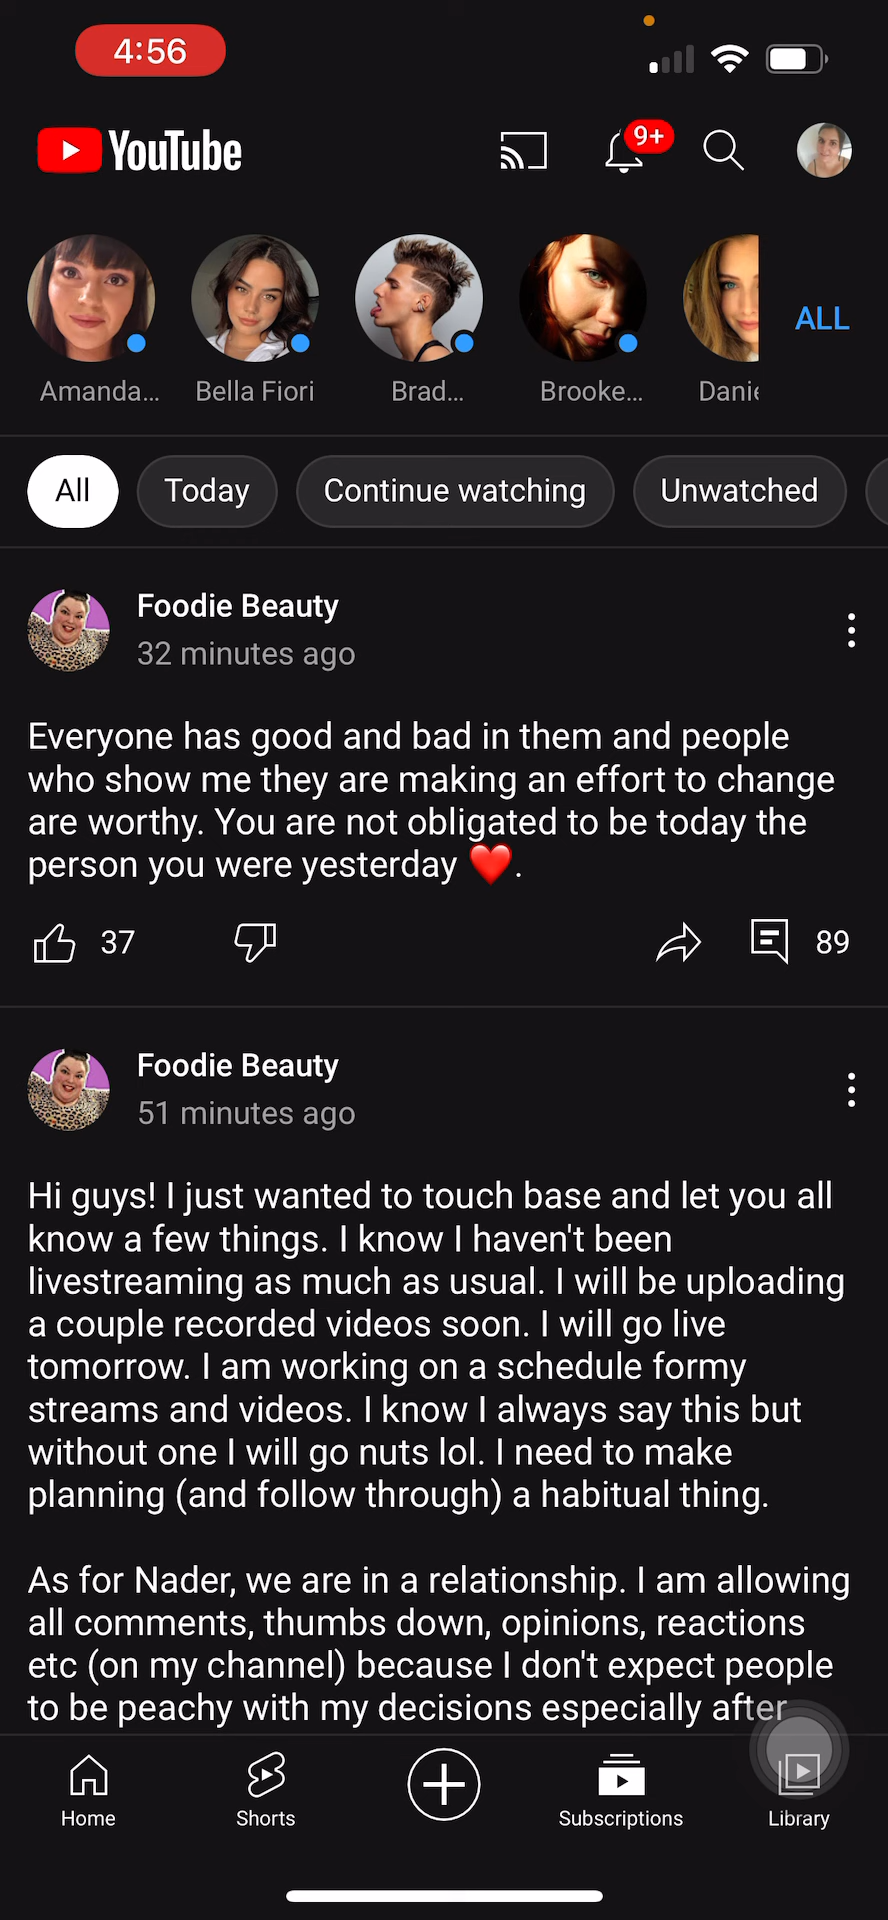 4:56
YouTube
9+
Amanda...
Bella Fiori
Brad...
Brooke...
Danie
ALL
All
Today
Continue watching
Unwatched
Foodie Beauty
32 minutes ago
Everyone has good and bad in them and people
who show me they are making an effort to change
are worthy. You are not obligated to be today the
person you were yesterday ❤️.
37
89
Foodie Beauty
51 minutes ago
Hi guys! I just wanted to touch base and let you all
know a few things. I know I haven't been
livestreaming as much as usual. I will be uploading
a couple recorded videos soon. I will go live
tomorrow. I am working on a schedule formy
streams and videos. I know I always say this but
without one I will go nuts lol. I need to make
planning (and follow through) a habitual thing.
As for Nader, we are in a relationship. I am allowing
all comments, thumbs down, opinions, reactions
etc (on my channel) because I don't expect people
to be peachy with my decisions especially after
Home
Shorts
Subscriptions
Library